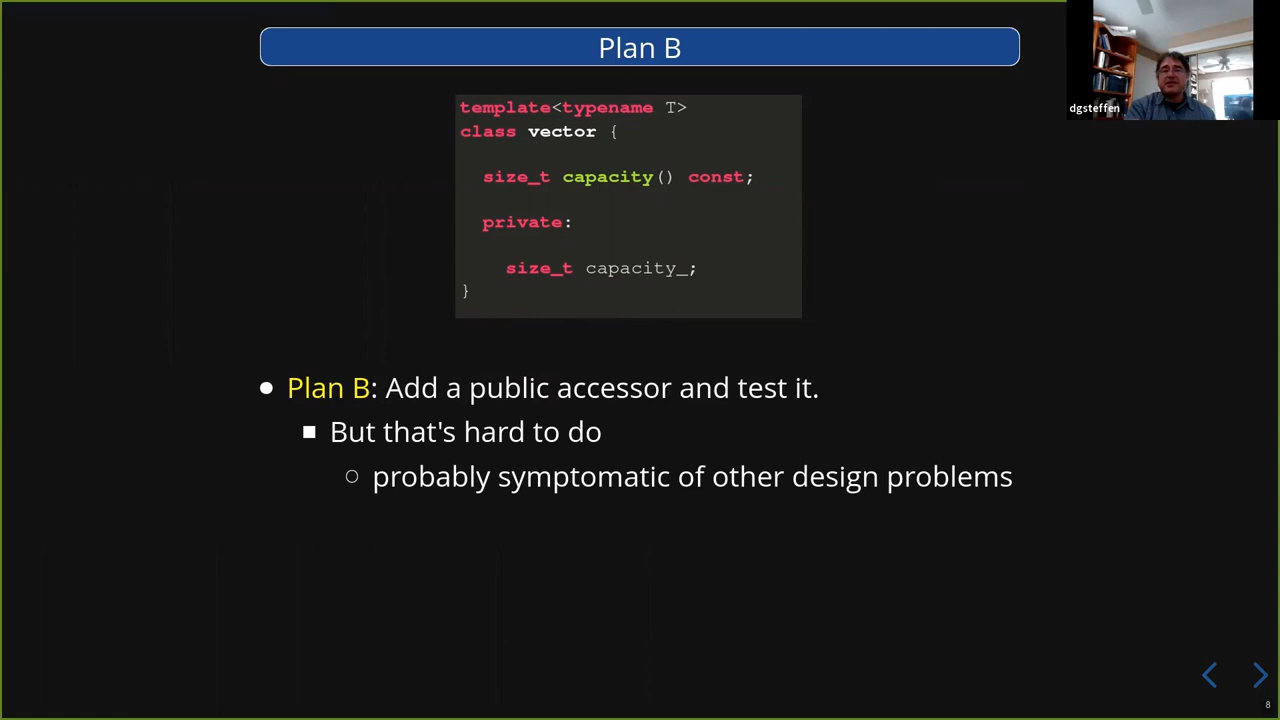 Plan B
dgsteffen
template<typename T>
class vector {
size_t capacity() const;
private:
size_t capacity_;
}
Plan B: Add a public accessor and test it.
But that's hard to do
probably symptomatic of other design problems
8